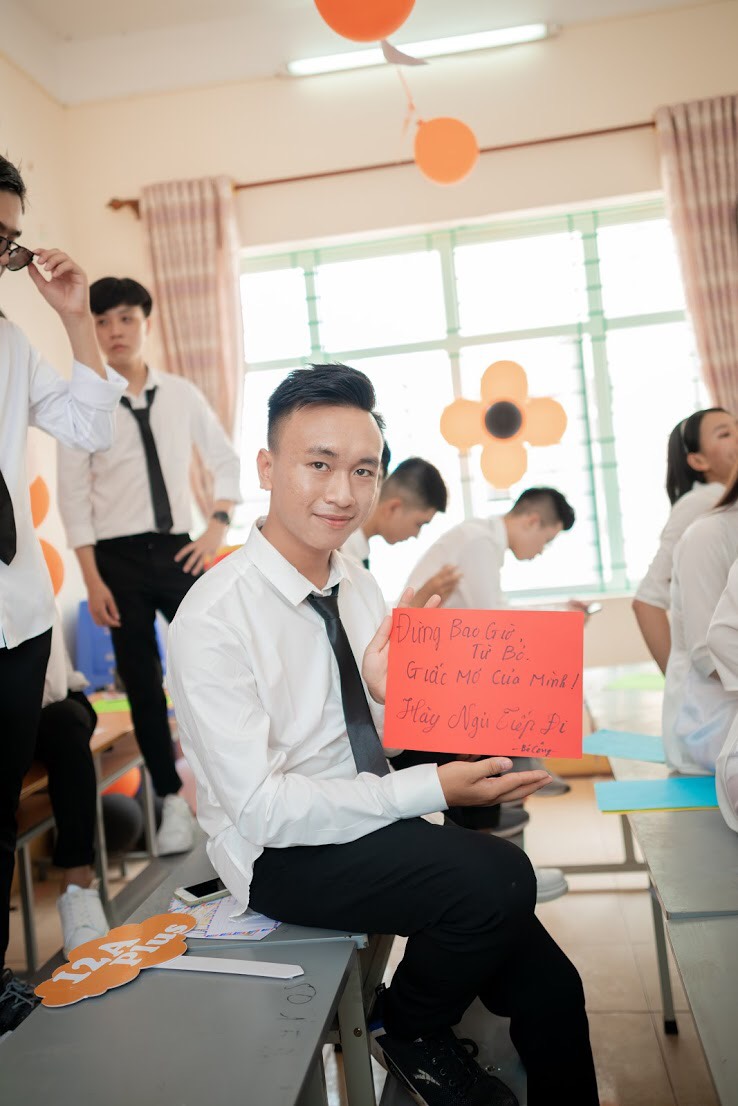 Đừng Bao Giờ,
Từ Bỏ.
Giấc Mơ Của Mình!
Hãy Ngủ Tiếp Đi
12A
Plus